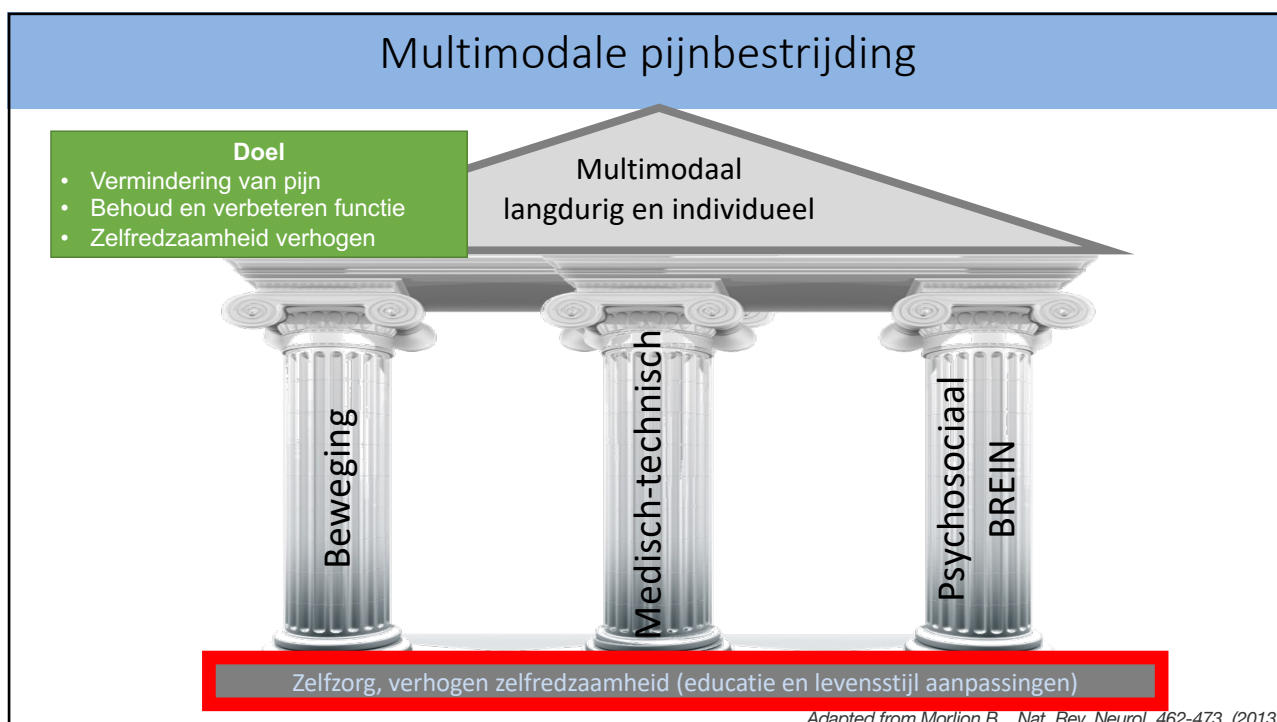 Multimodale pijnbestrijding
Doel
• Vermindering van pijn
• Behoud en verbeteren functie
• Zelfredzaamheid verhogen
Multimodaal
langdurig en individueel
Beweging
Medisch-technisch
Psychosociaal
BREIN
Zelfzorg, verhogen zelfredzaamheid (educatie en levensstijl aanpassingen)
Adapted from Morlion B., Nat. Rev. Neurol. 462-473, (2013